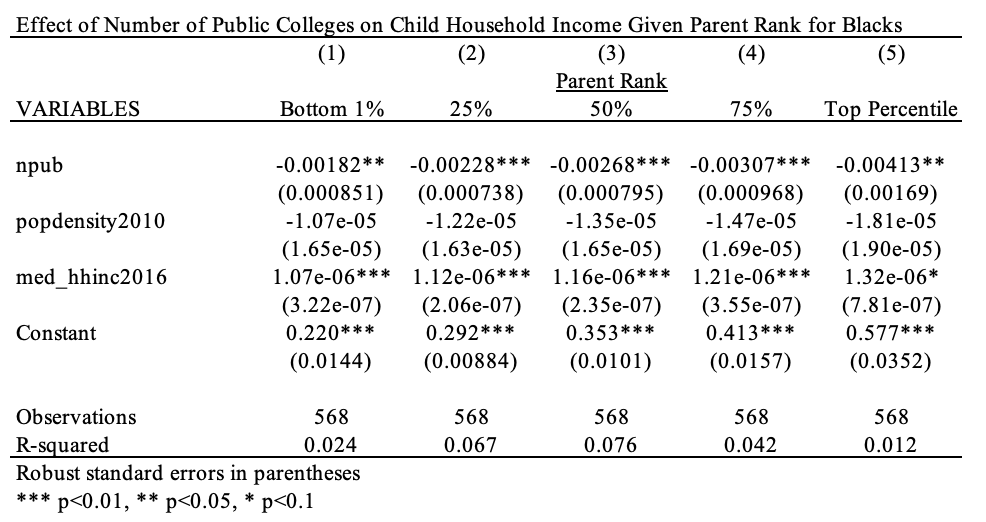 Effect of Number of Public Colleges on Child Household Income Given Parent Rank for Blacks
(1) (2) (3) (4) (5)
Parent Rank
VARIABLES Bottom 1% 25% 50% 75% Top Percentile
npub -0.00182** -0.00228*** -0.00268*** -0.00307*** -0.00413**
(0.000851) (0.000738) (0.000795) (0.000968) (0.00169)
popdensity2010 -1.07e-05 -1.22e-05 -1.35e-05 -1.47e-05 -1.81e-05
(1.65e-05) (1.63e-05) (1.65e-05) (1.69e-05) (1.90e-05)
med_hhinc2016 1.07e-06*** 1.12e-06*** 1.16e-06*** 1.21e-06*** 1.32e-06*
(3.22e-07) (2.06e-07) (2.35e-07) (3.55e-07) (7.81e-07)
Constant 0.220*** 0.292*** 0.353*** 0.413*** 0.577***
(0.0144) (0.00884) (0.0101) (0.0157) (0.0352)
Observations 568 568 568 568 568
R-squared 0.024 0.067 0.076 0.042 0.012
Robust standard errors in parentheses
*** p<0.01, ** p<0.05, * p<0.1